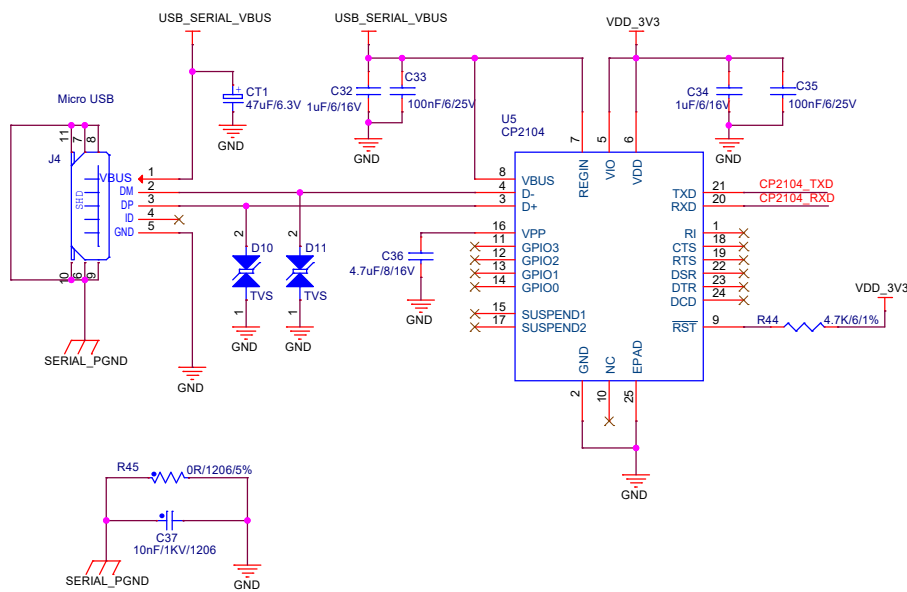 USB_SERIAL_VBUS
USB_SERIAL_VBUS
VDD_3V3
CT1
47uF/6.3V
GND
C32
1uF/6/16V
C33
100nF/6/25V
GND
C34
1uF/6/16V
C35
100nF/6/25V
GND
Micro USB
J4
11
7
8
SHD
VBUS
1
DM
2
DP
3
ID
4
GND
5
10
6
9
SERIAL_PGND
GND
2
D10
TVS
1
GND
2
D11
TVS
1
GND
C36
4.7uF/8/16V
GND
U5
CP2104
7
5
6
REGIN
VIO
VDD
8
VBUS
4
D-
3
D+
16
VPP
11
GPIO3
12
GPIO2
13
GPIO1
14
GPIO0
15
SUSPEND1
17
SUSPEND2
TXD
21
CP2104_TXD
RXD
20
CP2104_RXD
RI
1
CTS
18
RTS
19
DSR
22
DTR
23
DCD
24
RST
9
R44
4.7K/6/1%
VDD_3V3
GND
NC
EPAD
2
10
25
GND
R45
0R/1206/5%
C37
10nF/1KV/1206
SERIAL_PGND
GND